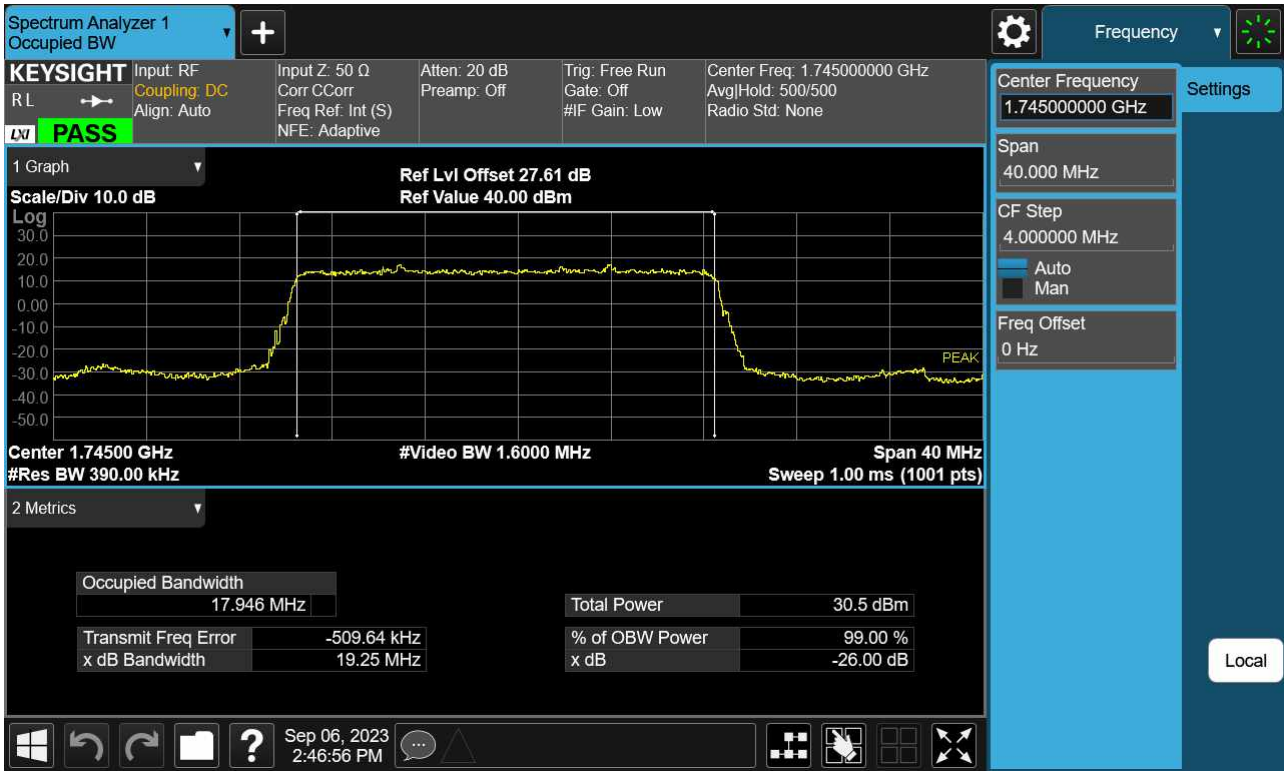 Spectrum Analyzer 1
Occupied BW
Frequency
KEYSIGHT
R L
LXI
PASS
Input: RF
Coupling: DC
Align: Auto
Input Z: 50 Ω
Corr CCorr
Freq Ref: Int (S)
NFE: Adaptive
Atten: 20 dB
Preamp: Off
Trig: Free Run
Gate: Off
#IF Gain: Low
Center Freq: 1.745000000 GHz
Avg|Hold: 500/500
Radio Std: None
Center Frequency
1.745000000 GHz
Settings
Span
40.000 MHz
CF Step
4.000000 MHz
Auto
Man
Freq Offset
0 Hz
Local
1 Graph
Ref Lvl Offset 27.61 dB
Scale/Div 10.0 dB
Ref Value 40.00 dBm
Log
30.0
20.0
10.0
0.00
-10.0
-20.0
-30.0
-40.0
-50.0
PEAK
Center 1.74500 GHz
#Video BW 1.6000 MHz
Span 40 MHz
#Res BW 390.00 kHz
Sweep 1.00 ms (1001 pts)
2 Metrics
Occupied Bandwidth
17.946 MHz
Total Power 30.5 dBm
Transmit Freq Error -509.64 kHz
% of OBW Power 99.00 %
x dB Bandwidth 19.25 MHz
x dB -26.00 dB
?
Sep 06, 2023
2:46:56 PM